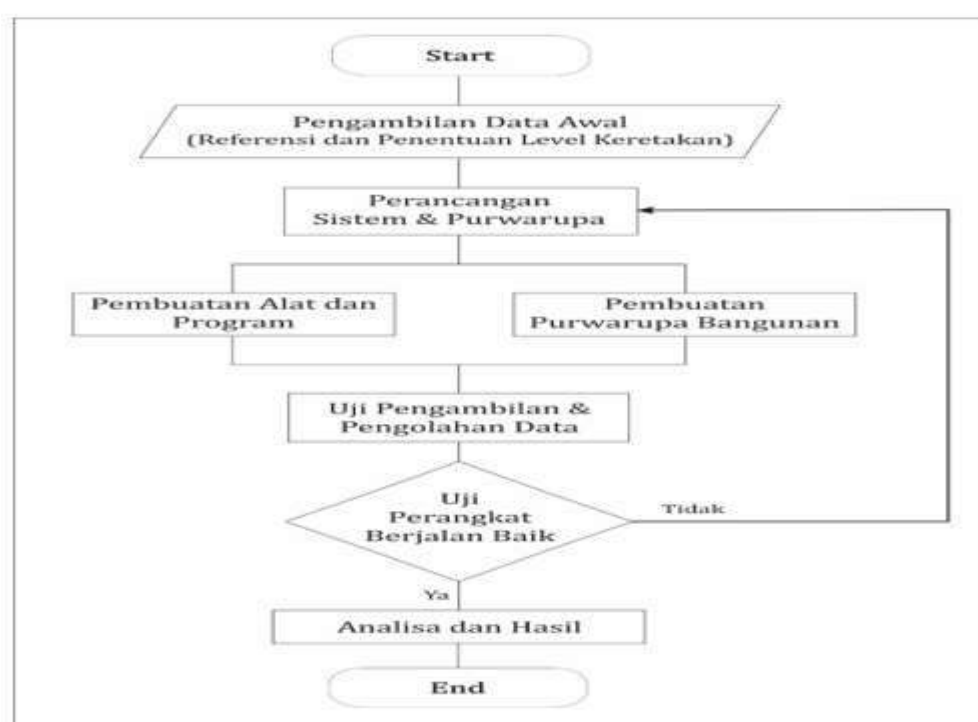 Start
Pengambilan Data Awal
(Referensi dan Penentuan Level Keretakan)
Perancangan
Sistem & Purwarupa
Pembuatan Alat dan
Program
Pembuatan
Purwarupa Bangunan
Uji Pengambilan &
Pengolahan Data
Uji
Perangkat
Berjalan Baik
Tidak
Ya
Analisa dan Hasil
End